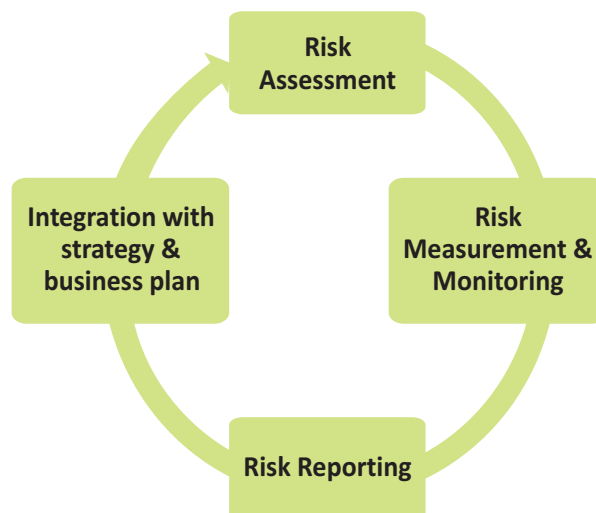 Risk
Assessment
Risk
Measurement &
Monitoring
Risk Reporting
Integration with
strategy &
business plan